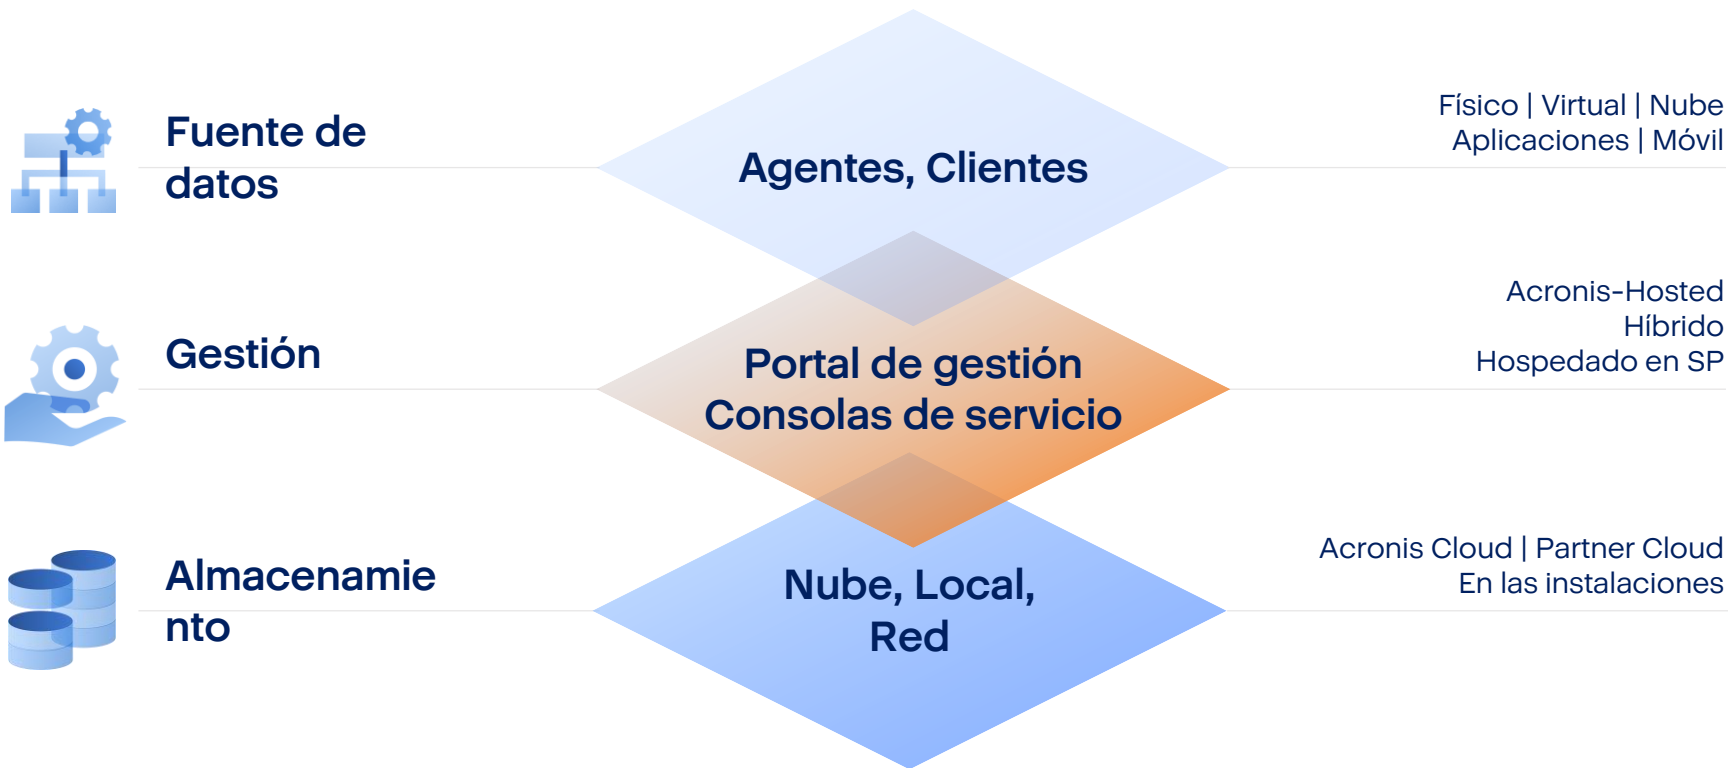 Fuente de
datos
Agentes, Clientes
Físico | Virtual | Nube
Aplicaciones | Móvil
Gestión
Portal de gestión
Consolas de servicio
Acronis-Hosted
Híbrido
Hospedado en SP
Almacenamie
nto
Nube, Local,
Red
Acronis Cloud | Partner Cloud
En las instalaciones